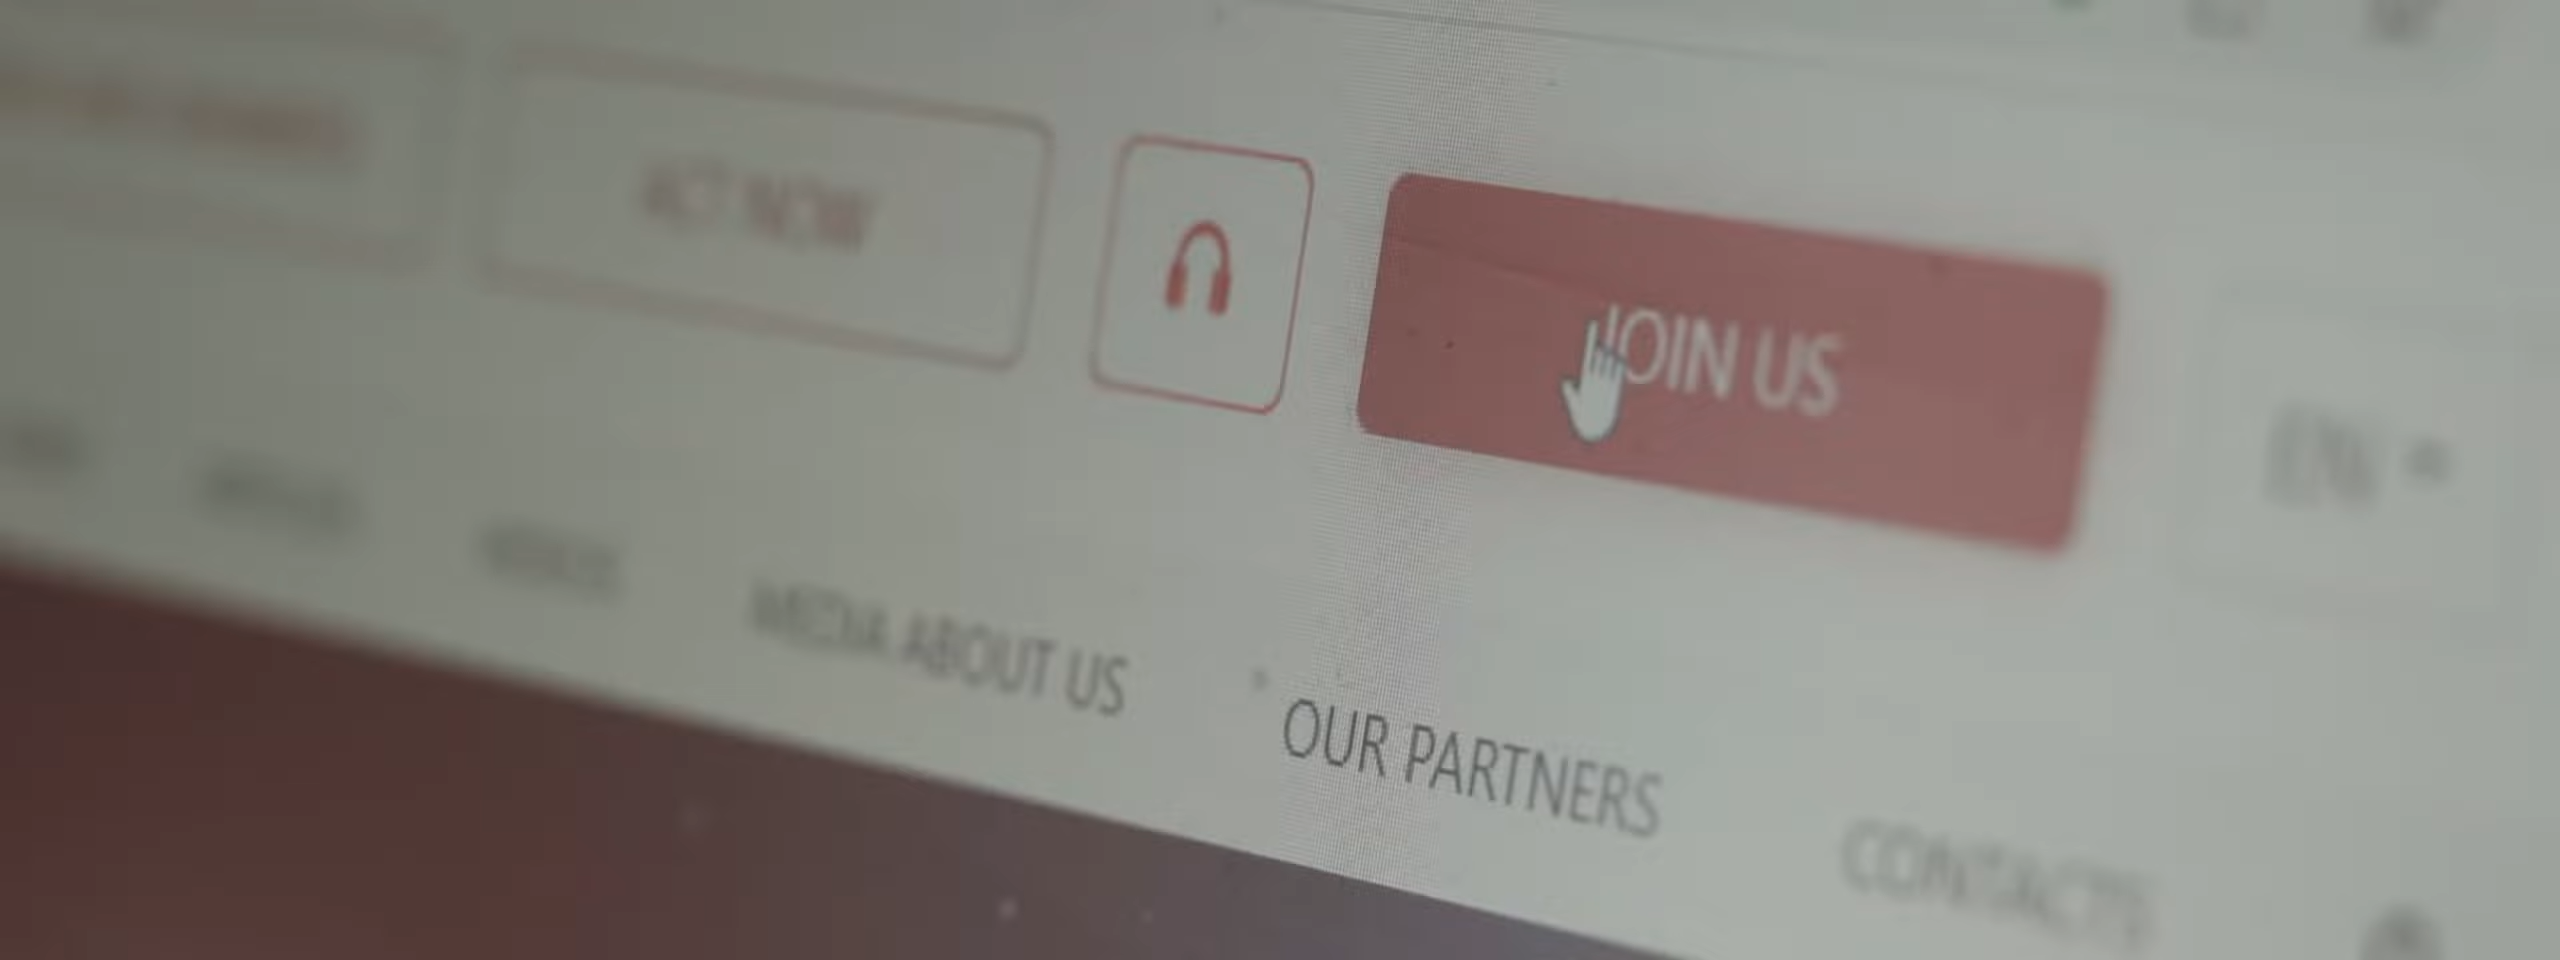 ACT NOW
JOIN US
EN
MEDIA ABOUT US
OUR PARTNERS
CONTACTS